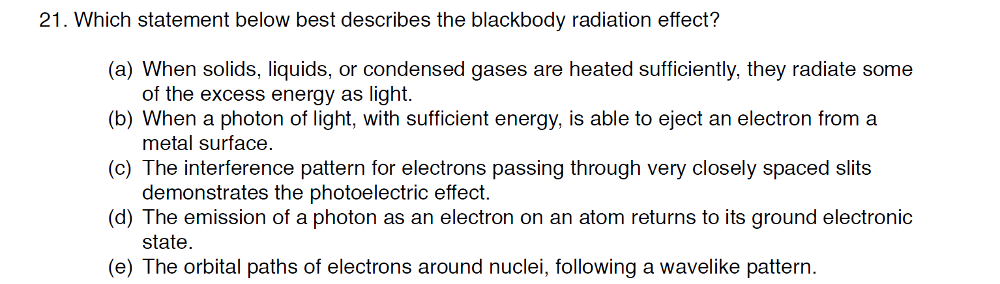 21. Which statement below best describes the blackbody radiation effect?
(a) When solids, liquids, or condensed gases are heated sufficiently, they radiate some
of the excess energy as light.
(b) When a photon of light, with sufficient energy, is able to eject an electron from a
metal surface.
(c) The interference pattern for electrons passing through very closely spaced slits
demonstrates the photoelectric effect.
(d) The emission of a photon as an electron on an atom returns to its ground electronic
state.
(e) The orbital paths of electrons around nuclei, following a wavelike pattern.